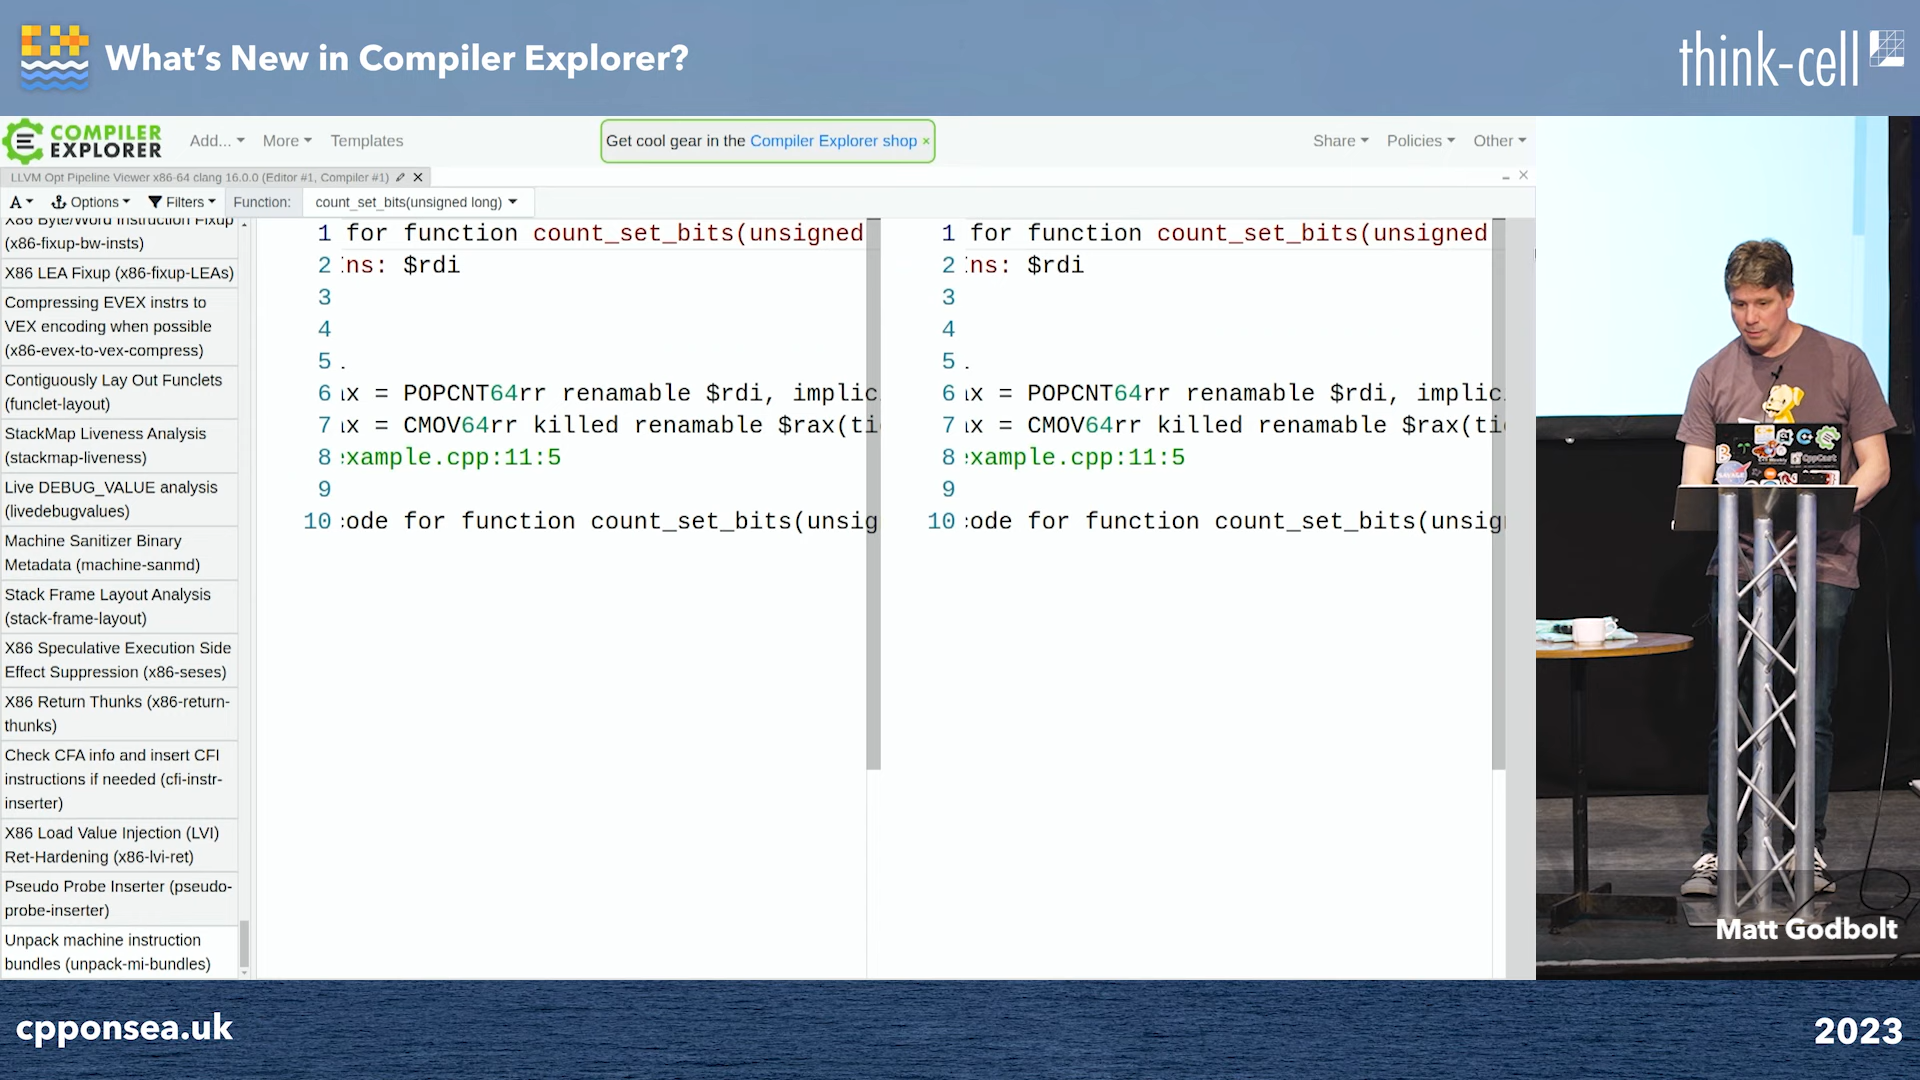 What's New in Compiler Explorer?
think-cell
COMPILER
EXPLORER
Add...
More
Templates
Get cool gear in the Compiler Explorer shop ×
Share
Policies
Other
LLVM Opt Pipeline Viewer x86-64 clang 16.0.0 (Editor #1, Compiler #1)
A
Options
Filters
Function:
count_set_bits(unsigned long)
X86 Byte/Word Instruction Fixup
(x86-fixup-bw-insts)
X86 LEA Fixup (x86-fixup-LEAs)
Compressing EVEX instrs to
VEX encoding when possible
(x86-evex-to-vex-compress)
Contiguously Lay Out Funclets
(funclet-layout)
StackMap Liveness Analysis
(stackmap-liveness)
Live DEBUG_VALUE analysis
(livedebugvalues)
Machine Sanitizer Binary
Metadata (machine-sanmd)
Stack Frame Layout Analysis
(stack-frame-layout)
X86 Speculative Execution Side
Effect Suppression (x86-seses)
X86 Return Thunks (x86-return-
thunks)
Check CFA info and insert CFI
instructions if needed (cfi-instr-
inserter)
X86 Load Value Injection (LVI)
Ret-Hardening (x86-lvi-ret)
Pseudo Probe Inserter (pseudo-
probe-inserter)
Unpack machine instruction
bundles (unpack-mi-bundles)
1 for function count_set_bits(unsigned
2 ns: $rdi
3
4
5 .
6 x = POPCNT64rr renamable $rdi, implic
7 x = CMOV64rr killed renamable $rax(ti
8 xample.cpp:11:5
9
10 ode for function count_set_bits(unsig
1 for function count_set_bits(unsigned
2 ns: $rdi
3
4
5 .
6 x = POPCNT64rr renamable $rdi, implic
7 x = CMOV64rr killed renamable $rax(ti
8 xample.cpp:11:5
9
10 ode for function count_set_bits(unsig
CppCast
Matt Godbolt
cpponsea.uk
2023